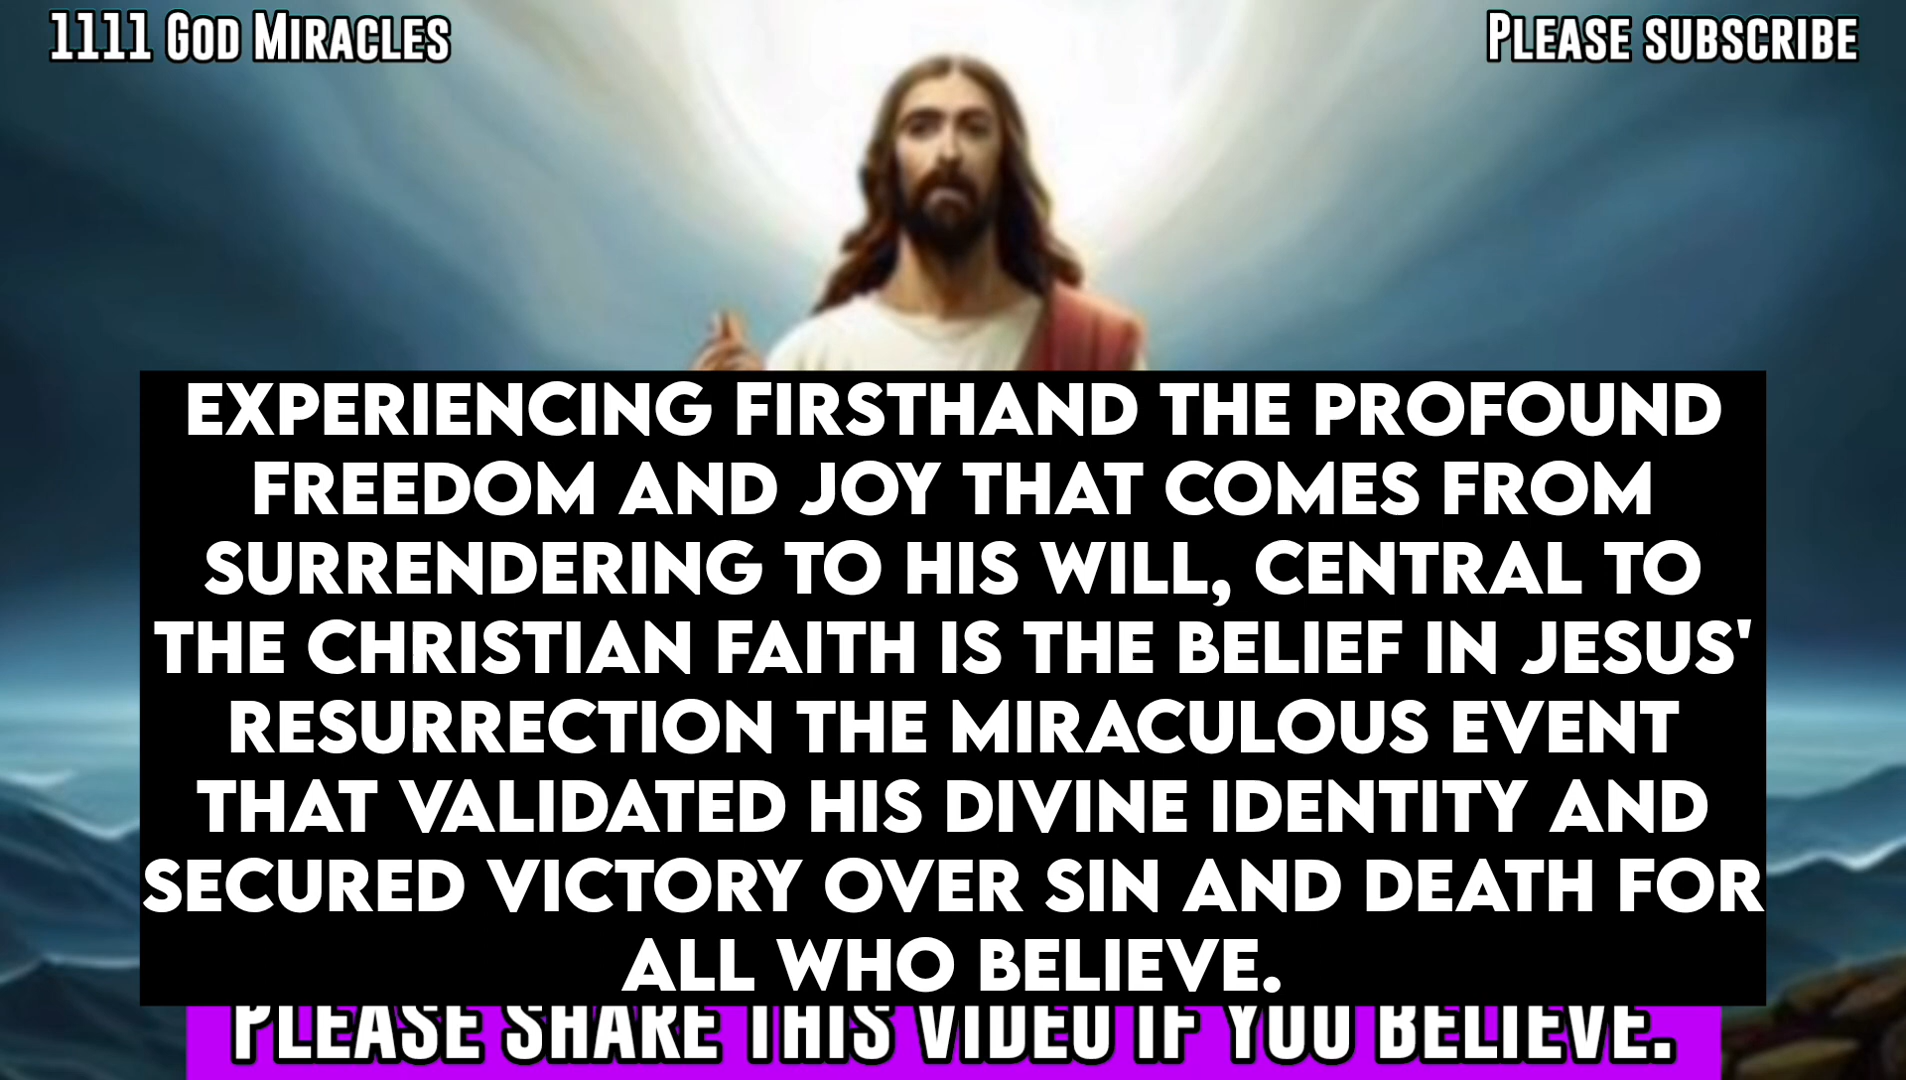 1111 God Miracles
Please subscribe
EXPERIENCING FIRSTHAND THE PROFOUND
FREEDOM AND JOY THAT COMES FROM
SURRENDERING TO HIS WILL, CENTRAL TO
THE CHRISTIAN FAITH IS THE BELIEF IN JESUS'
RESURRECTION THE MIRACULOUS EVENT
THAT VALIDATED HIS DIVINE IDENTITY AND
SECURED VICTORY OVER SIN AND DEATH FOR
ALL WHO BELIEVE.
PLEASE SHARE THIS VIDEO IF YOU BELIEVE.